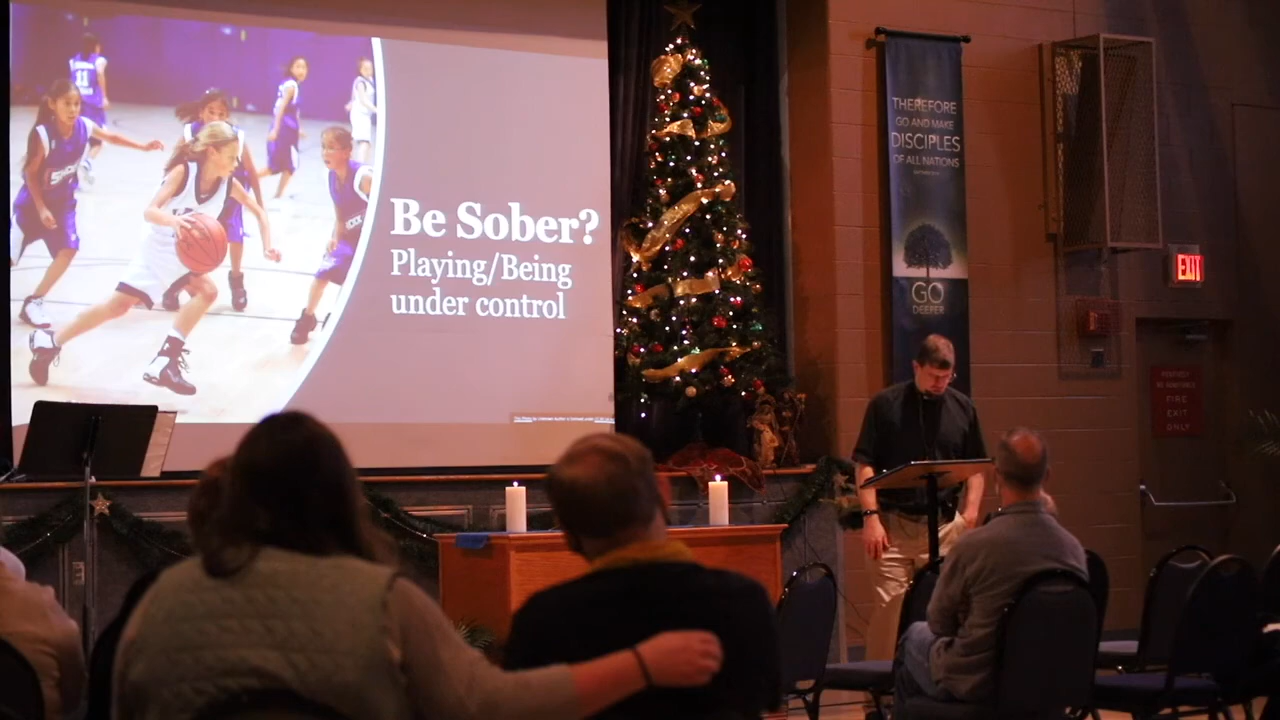 11
Be Sober?
Playing/Being
under control
THEREFORE
GO AND MAKE
DISCIPLES
OF ALL NATIONS
GO
DEEPER
EXIT
FIRE
EXIT
ONLY